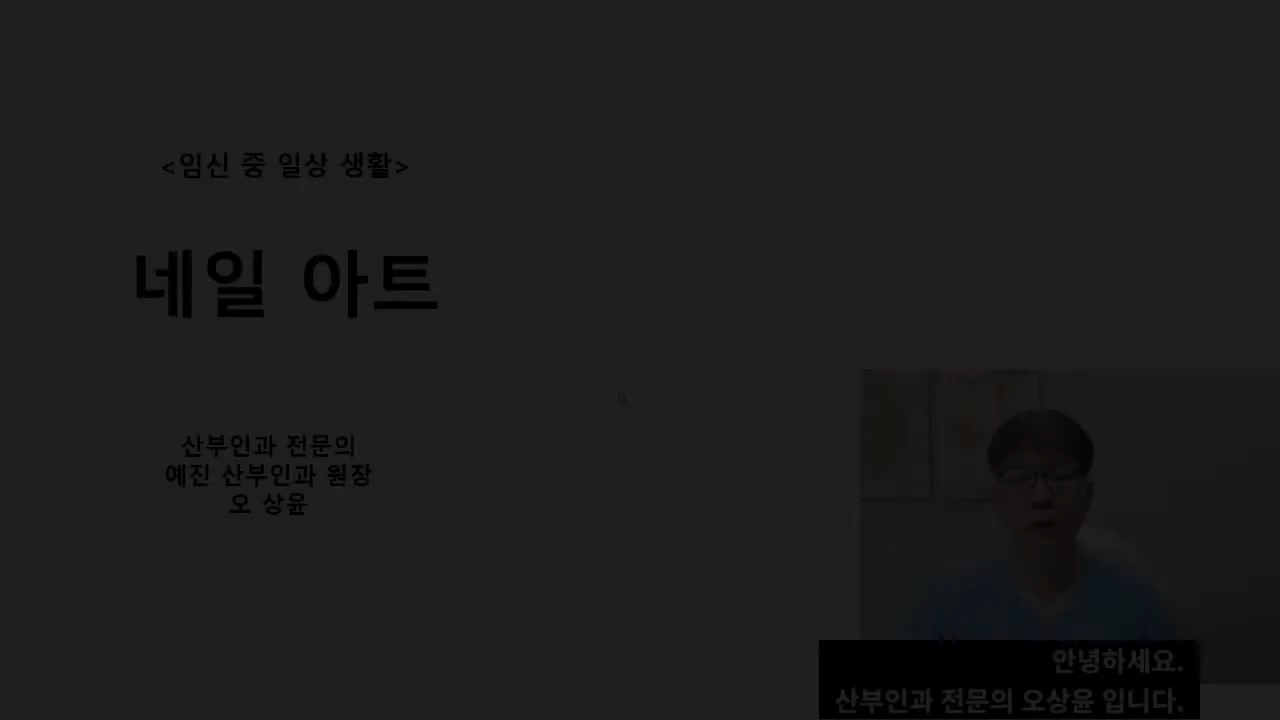 <임신 중 일상 생활>
네일 아트
산부인과 전문의
예진 산부인과 원장
오 상윤
안녕하세요.
산부인과 전문의 오상윤 입니다.